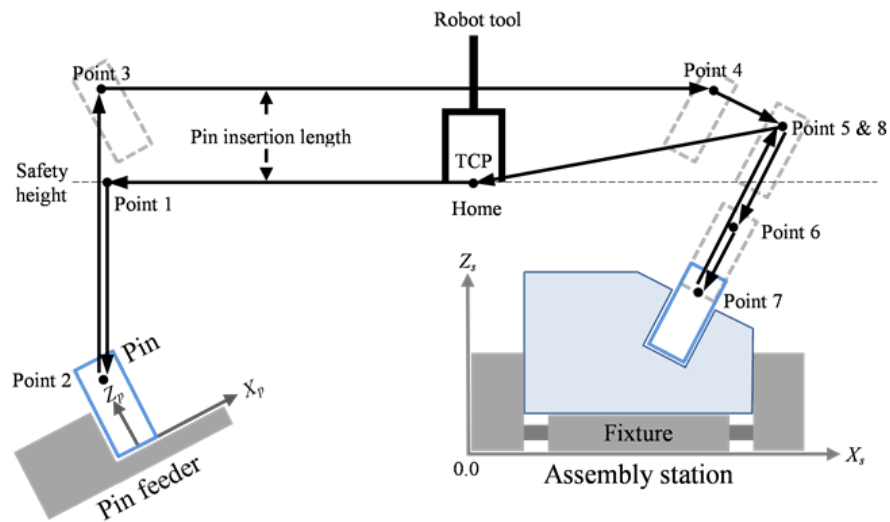 Robot tool
Point 3
Point 4
Pin insertion length
Point 5 & 8
TCP
Safety
height
Point 1
Home
Point 6
Zs
Point 7
Pin
Point 2
Zp
Xp
Fixture
Pin feeder
0.0
Assembly station
Xs